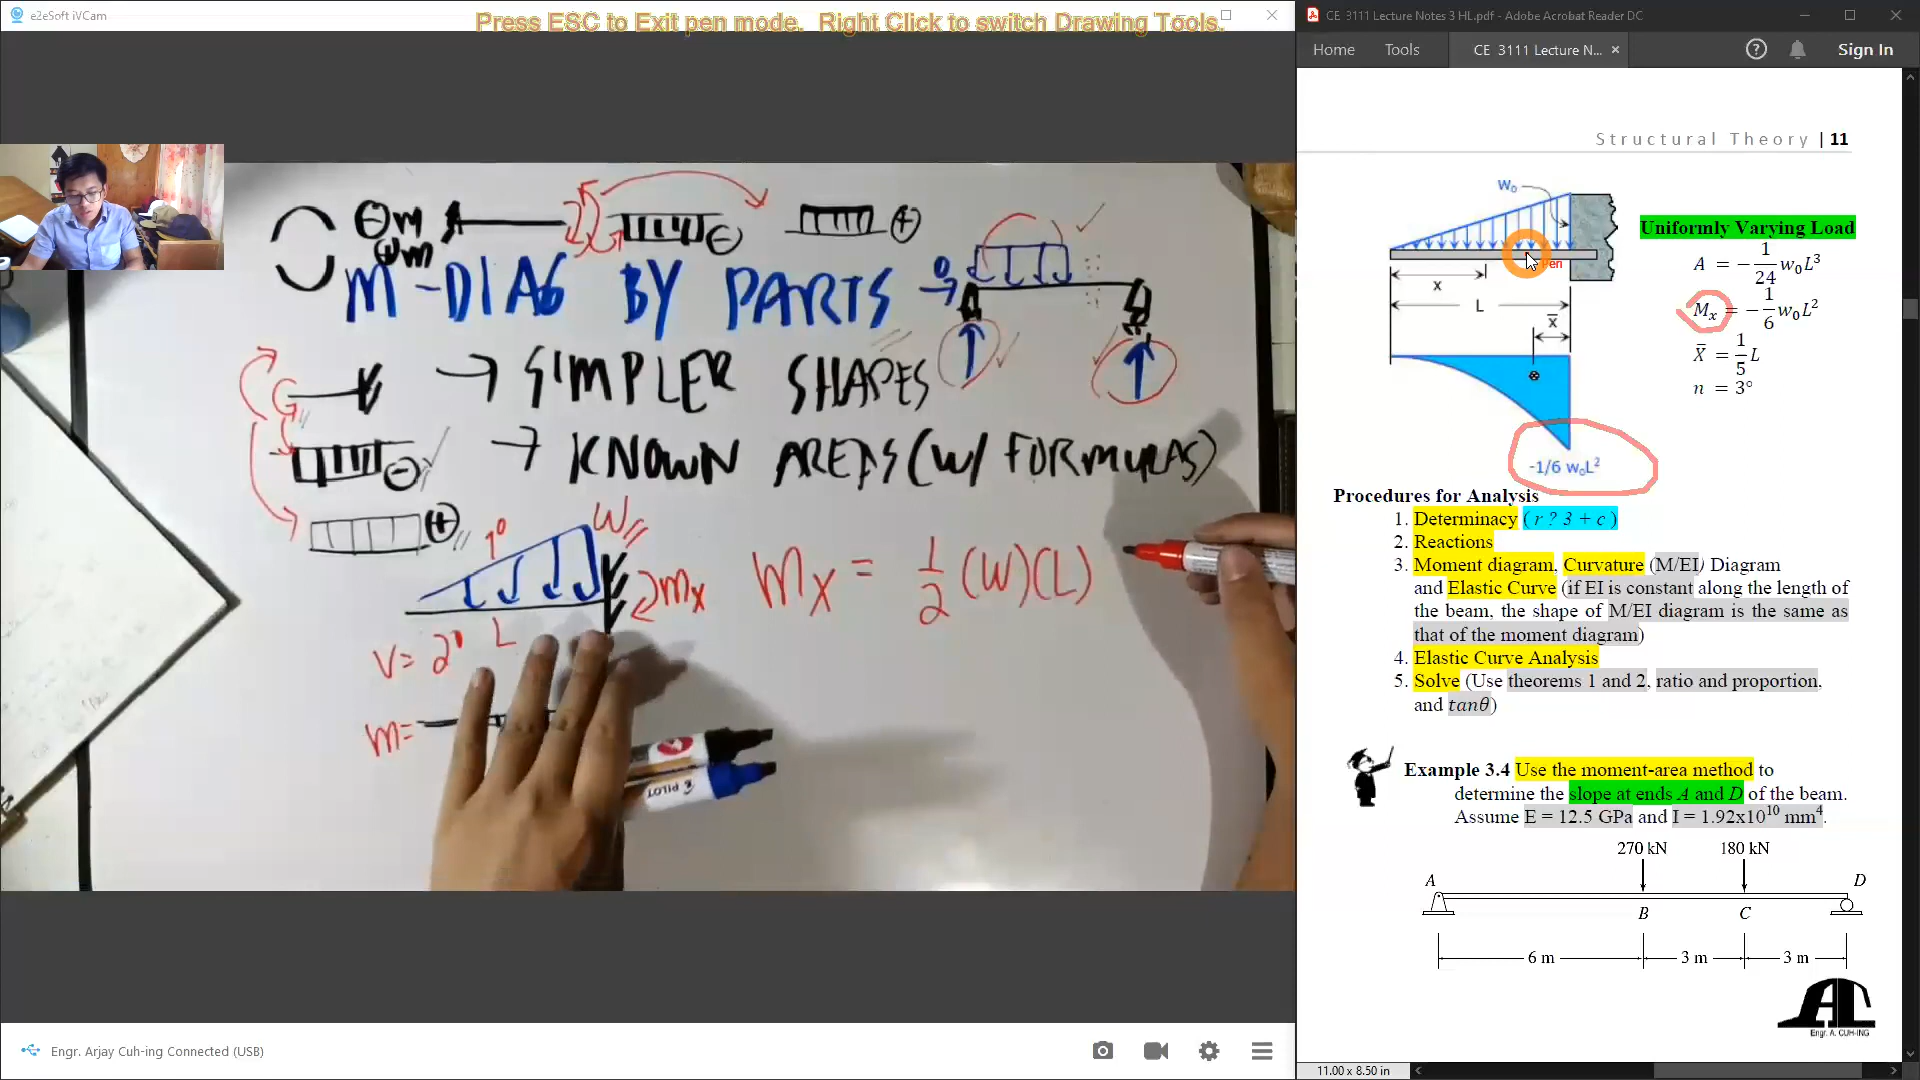 e2eSoft iVCam
Press ESC to Exit pen mode. Right Click to switch Drawing Tools.
⊖m
⊕m
⊖
⊕
M-DIAG BY PARTS
→ SIMPLER SHAPES
→ KNOWN AREAS (W/ FORMULAS)
⊖
⊕
1°
W
Mx
L
Mx = 1/2 (W)(L)
V= 2°
M=
PILOT
Engr. Arjay Cuh-ing Connected (USB)
CE 3111 Lecture Notes 3 HL.pdf - Adobe Acrobat Reader DC
Home Tools CE 3111 Lecture N... × Sign In
Structural Theory | 11
W₀
Pen
x
L
x̄
-1/6 w₀L²
Uniformly Varying Load
A = −1/24 w₀L³
Mₓ = −1/6 w₀L²
X̄ = 1/5 L
n = 3°
Procedures for Analysis
1. Determinacy ( r ? 3 + c )
2. Reactions
3. Moment diagram, Curvature (M/EI) Diagram
and Elastic Curve (if EI is constant along the length of
the beam, the shape of M/EI diagram is the same as
that of the moment diagram)
4. Elastic Curve Analysis
5. Solve (Use theorems 1 and 2, ratio and proportion,
and tanθ)
Example 3.4 Use the moment-area method to
determine the slope at ends A and D of the beam.
Assume E = 12.5 GPa and I = 1.92x10¹⁰ mm⁴.
270 kN 180 kN
A D
B C
6 m 3 m 3 m
Engr. A. CUH-ING
11.00 x 8.50 in